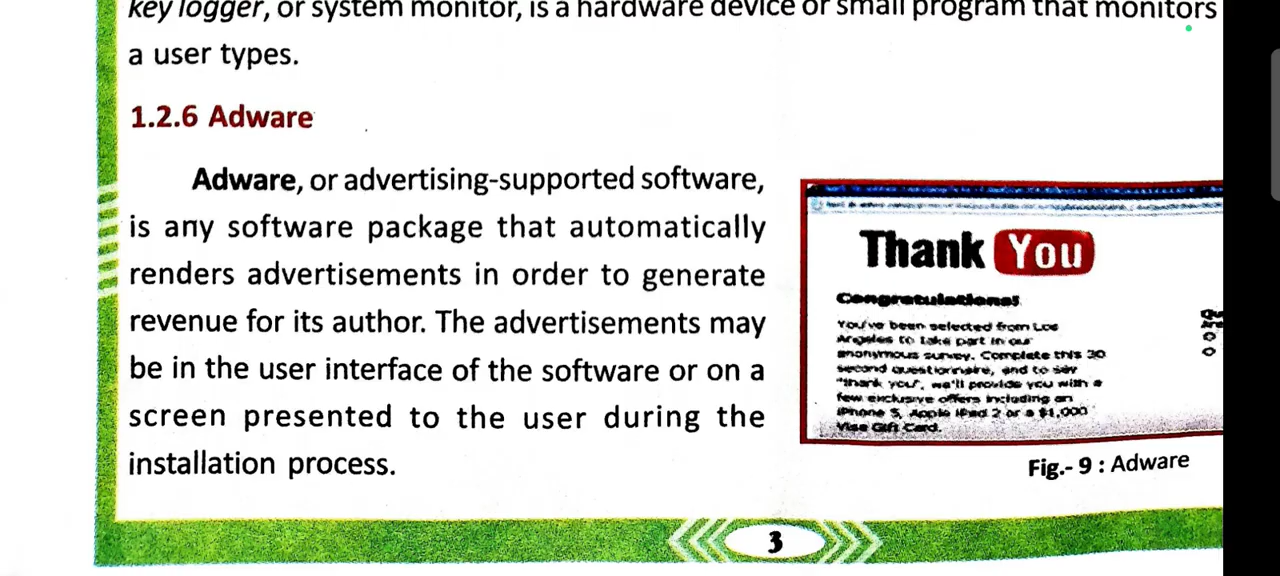 key logger, or system monitor, is a hardware device or small program that monitors
a user types.
1.2.6 Adware
Adware, or advertising-supported software,
is any software package that automatically
renders advertisements in order to generate
revenue for its author. The advertisements may
be in the user interface of the software or on a
screen presented to the user during the
installation process.
Thank You
Congratulations!
You've been selected from Los
Angeles to take part in our
anonymous survey. Complete this 30
second questionnaire, and to say
"thank you", we'll provide you with a
few exclusive offers including an
iPhone 5, Apple iPad 2 or a $1,000
Visa Gift Card.
Fig.- 9 : Adware
3